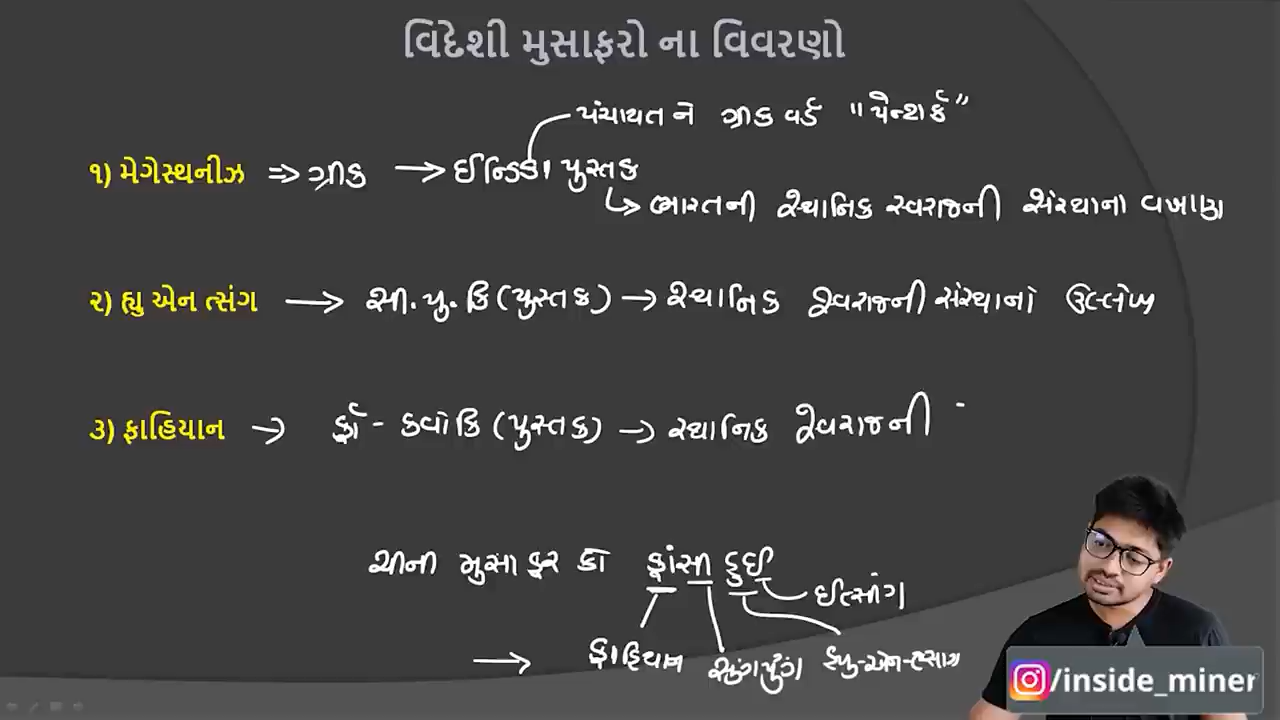 વિદેશી મુસાફરો ના વિવરણો
પંચાયત ને ગ્રીક વર્ડ "પેન્શર્ક"
૧) મેગેસ્થનીઝ => ગ્રીક → ઈન્ડિકા પુસ્તક
↳ ભારતની સ્થાનિક સ્વરાજની સંસ્થાના વખાણ
૨) હ્યુ એન ત્સંગ → સી.યુ. કિ (પુસ્તક) → સ્થાનિક સ્વરાજની સંસ્થાનો ઉલ્લેખ
૩) ફાહિયાન → ફો - ક્વો કિ (પુસ્તક) → સ્થાનિક સ્વરાજની
ચીની મુસાફર કો ફાંસી હુઈ
ઈત્સીંગ
→ ફાહિયાન સુંગયુંગ હ્યુ-એન-ત્સાંગ
/inside_miner